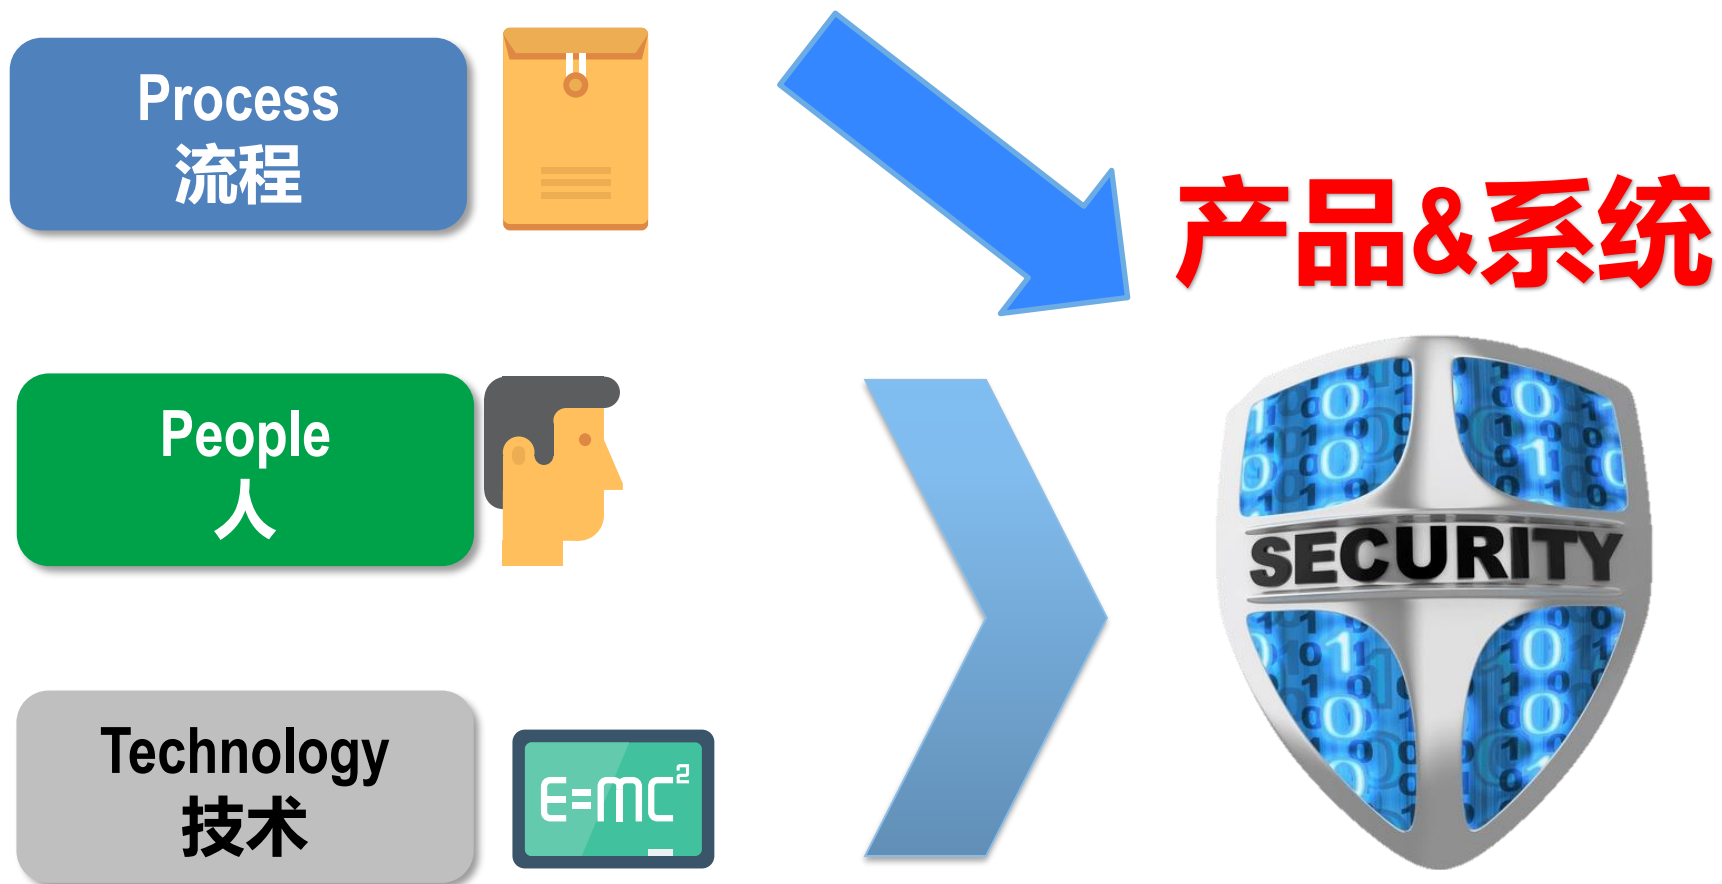 Process
流程
产品&系统
People
人
SECURITY
Technology
技术
E=mc²